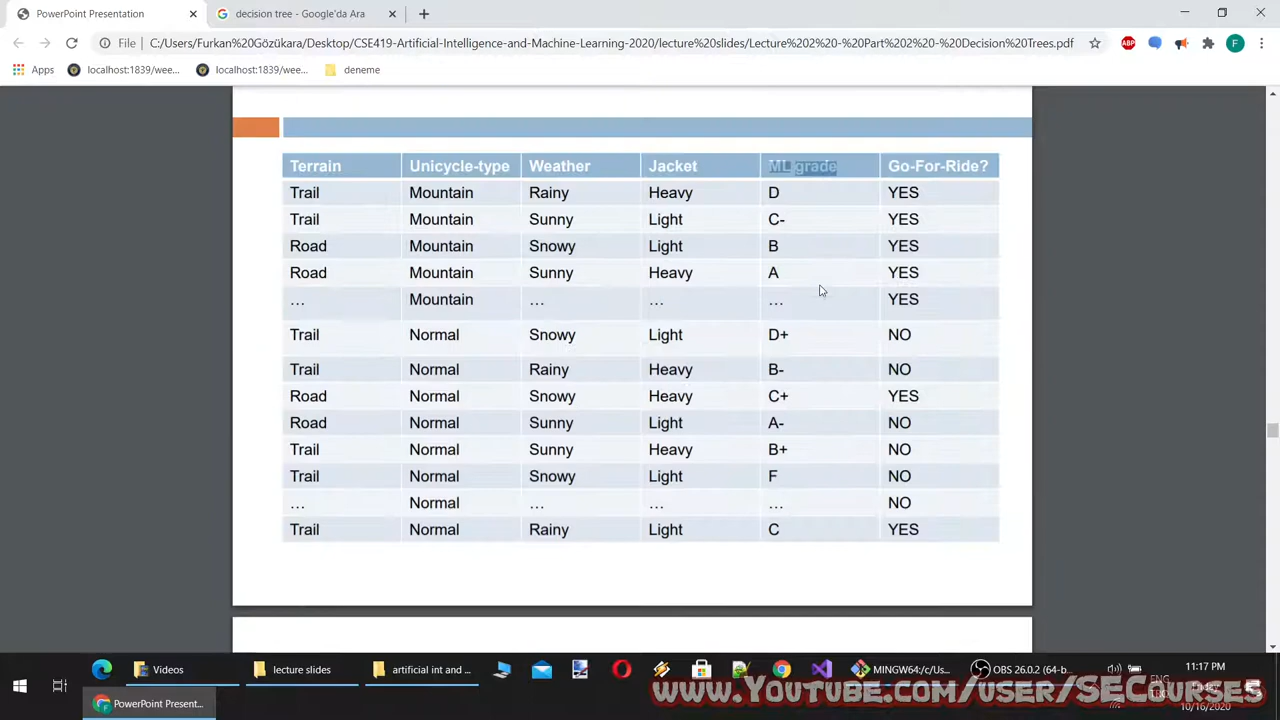 PowerPoint Presentation
decision tree - Google'da Ara
File
C:/Users/Furkan%20Gözükara/Desktop/CSE419-Artificial-Intelligence-and-Machine-Learning-2020/lecture%20slides/Lecture%202%20-%20Part%202%20-%20Decision%20Trees.pdf
ABP
F
Apps
localhost:1839/wee...
localhost:1839/wee...
deneme
Terrain Unicycle-type Weather Jacket ML grade Go-For-Ride?
Trail Mountain Rainy Heavy D YES
Trail Mountain Sunny Light C- YES
Road Mountain Snowy Light B YES
Road Mountain Sunny Heavy A YES
… Mountain … … … YES
Trail Normal Snowy Light D+ NO
Trail Normal Rainy Heavy B- NO
Road Normal Snowy Heavy C+ YES
Road Normal Sunny Light A- NO
Trail Normal Sunny Heavy B+ NO
Trail Normal Snowy Light F NO
… Normal … … … NO
Trail Normal Rainy Light C YES
Videos
lecture slides
artificial int and ...
MINGW64:/c/Us...
OBS 26.0.2 (64-b...
ENG
11:17 PM
10/16/2020
PowerPoint Present...
www.Youtube.com/user/SECourses